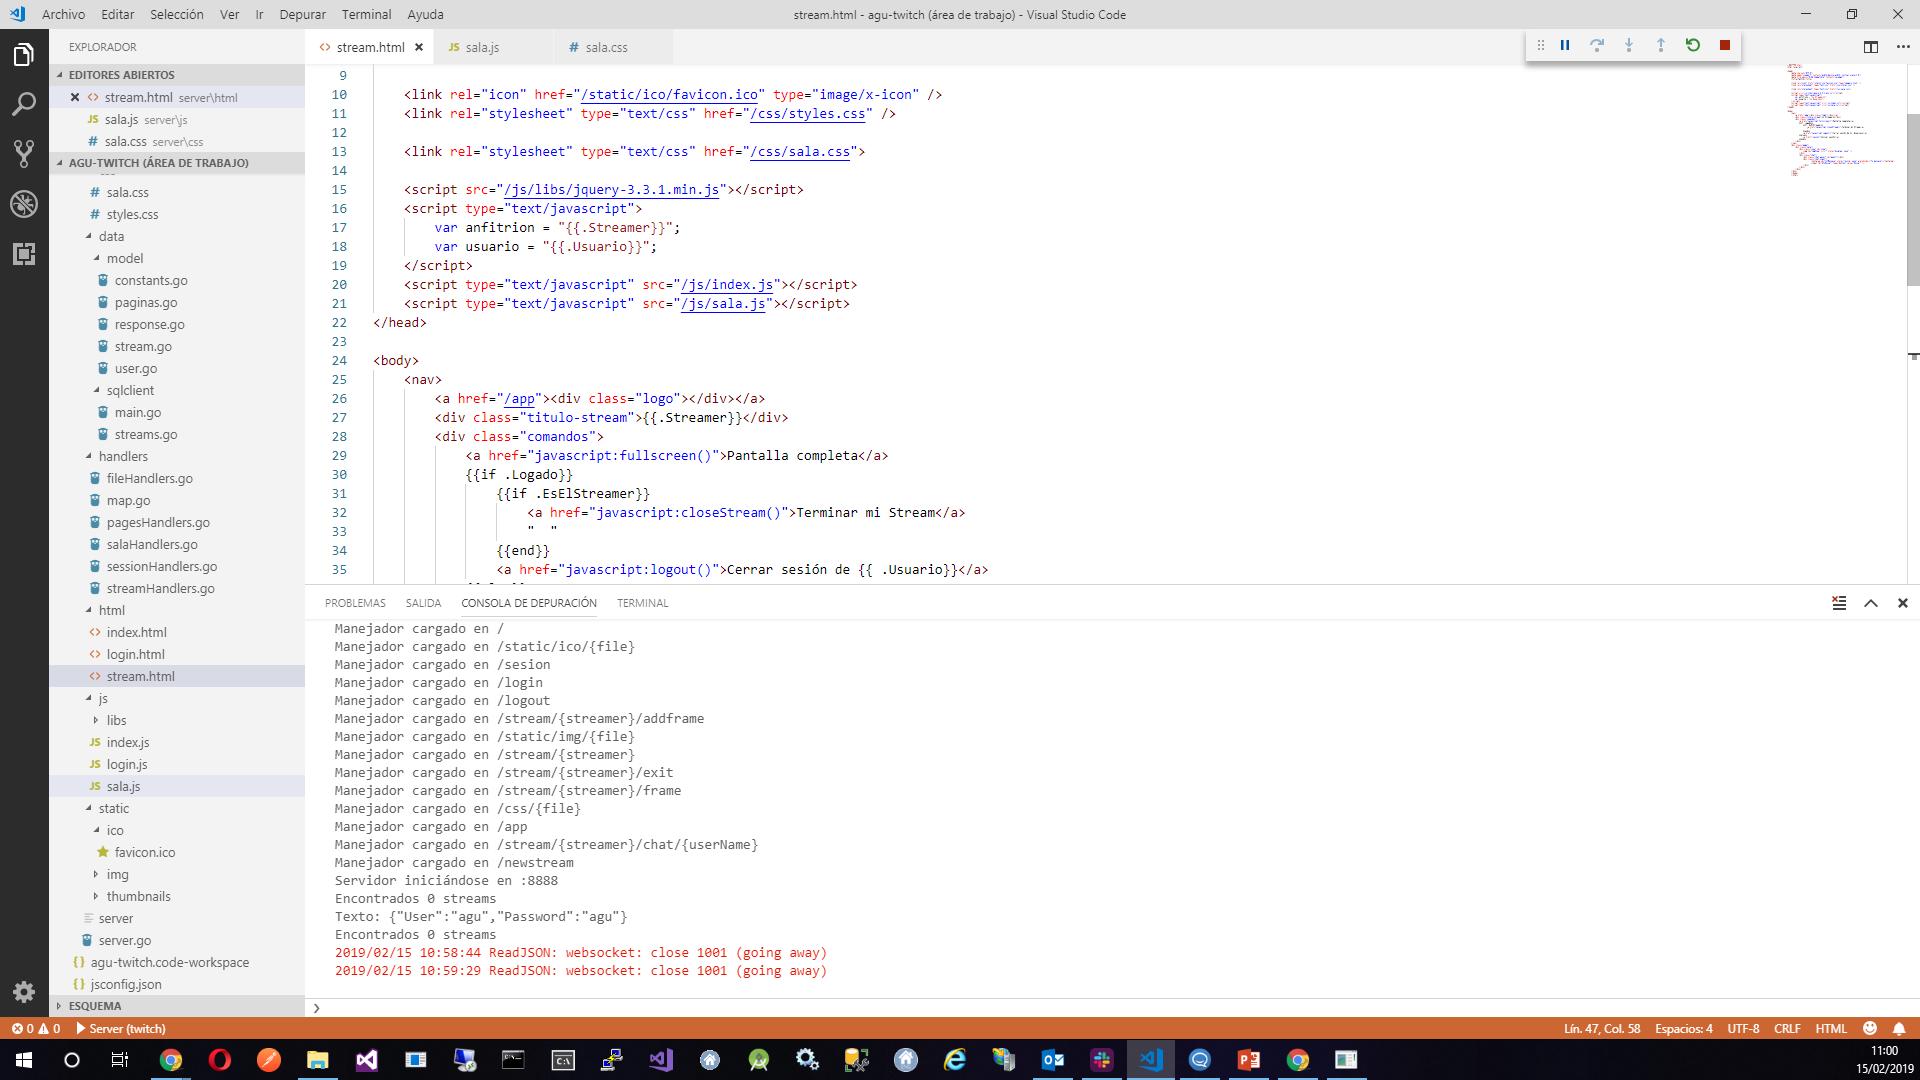 Archivo Editar Selección Ver Ir Depurar Terminal Ayuda
stream.html - agu-twitch (área de trabajo) - Visual Studio Code
EXPLORADOR
EDITORES ABIERTOS
stream.html server\html
sala.js server\js
sala.css server\css
AGU-TWITCH (ÁREA DE TRABAJO)
sala.css
styles.css
data
model
constants.go
paginas.go
response.go
stream.go
user.go
sqlclient
main.go
streams.go
handlers
fileHandlers.go
map.go
pagesHandlers.go
salaHandlers.go
sessionHandlers.go
streamHandlers.go
html
index.html
login.html
stream.html
js
libs
index.js
login.js
sala.js
static
ico
favicon.ico
img
thumbnails
server
server.go
agu-twitch.code-workspace
jsconfig.json
ESQUEMA
stream.html sala.js sala.css
9
10 <link rel="icon" href="/static/ico/favicon.ico" type="image/x-icon" />
11 <link rel="stylesheet" type="text/css" href="/css/styles.css" />
12
13 <link rel="stylesheet" type="text/css" href="/css/sala.css">
14
15 <script src="/js/libs/jquery-3.3.1.min.js"></script>
16 <script type="text/javascript">
17 var anfitrion = "{{.Streamer}}";
18 var usuario = "{{.Usuario}}";
19 </script>
20 <script type="text/javascript" src="/js/index.js"></script>
21 <script type="text/javascript" src="/js/sala.js"></script>
22 </head>
23
24 <body>
25 <nav>
26 <a href="/app"><div class="logo"></div></a>
27 <div class="titulo-stream">{{.Streamer}}</div>
28 <div class="comandos">
29 <a href="javascript:fullscreen()">Pantalla completa</a>
30 {{if .Logado}}
31 {{if .EsElStreamer}}
32 <a href="javascript:closeStream()">Terminar mi Stream</a>
33 "  "
34 {{end}}
35 <a href="javascript:logout()">Cerrar sesión de {{ .Usuario}}</a>
PROBLEMAS SALIDA CONSOLA DE DEPURACIÓN TERMINAL
Manejador cargado en /
Manejador cargado en /static/ico/{file}
Manejador cargado en /sesion
Manejador cargado en /login
Manejador cargado en /logout
Manejador cargado en /stream/{streamer}/addframe
Manejador cargado en /static/img/{file}
Manejador cargado en /stream/{streamer}
Manejador cargado en /stream/{streamer}/exit
Manejador cargado en /stream/{streamer}/frame
Manejador cargado en /css/{file}
Manejador cargado en /app
Manejador cargado en /stream/{streamer}/chat/{userName}
Manejador cargado en /newstream
Servidor iniciándose en :8888
Encontrados 0 streams
Texto: {"User":"agu","Password":"agu"}
Encontrados 0 streams
2019/02/15 10:58:44 ReadJSON: websocket: close 1001 (going away)
2019/02/15 10:59:29 ReadJSON: websocket: close 1001 (going away)
0 0 Server (twitch)
Lín. 47, Col. 58 Espacios: 4 UTF-8 CRLF HTML
11:00
15/02/2019